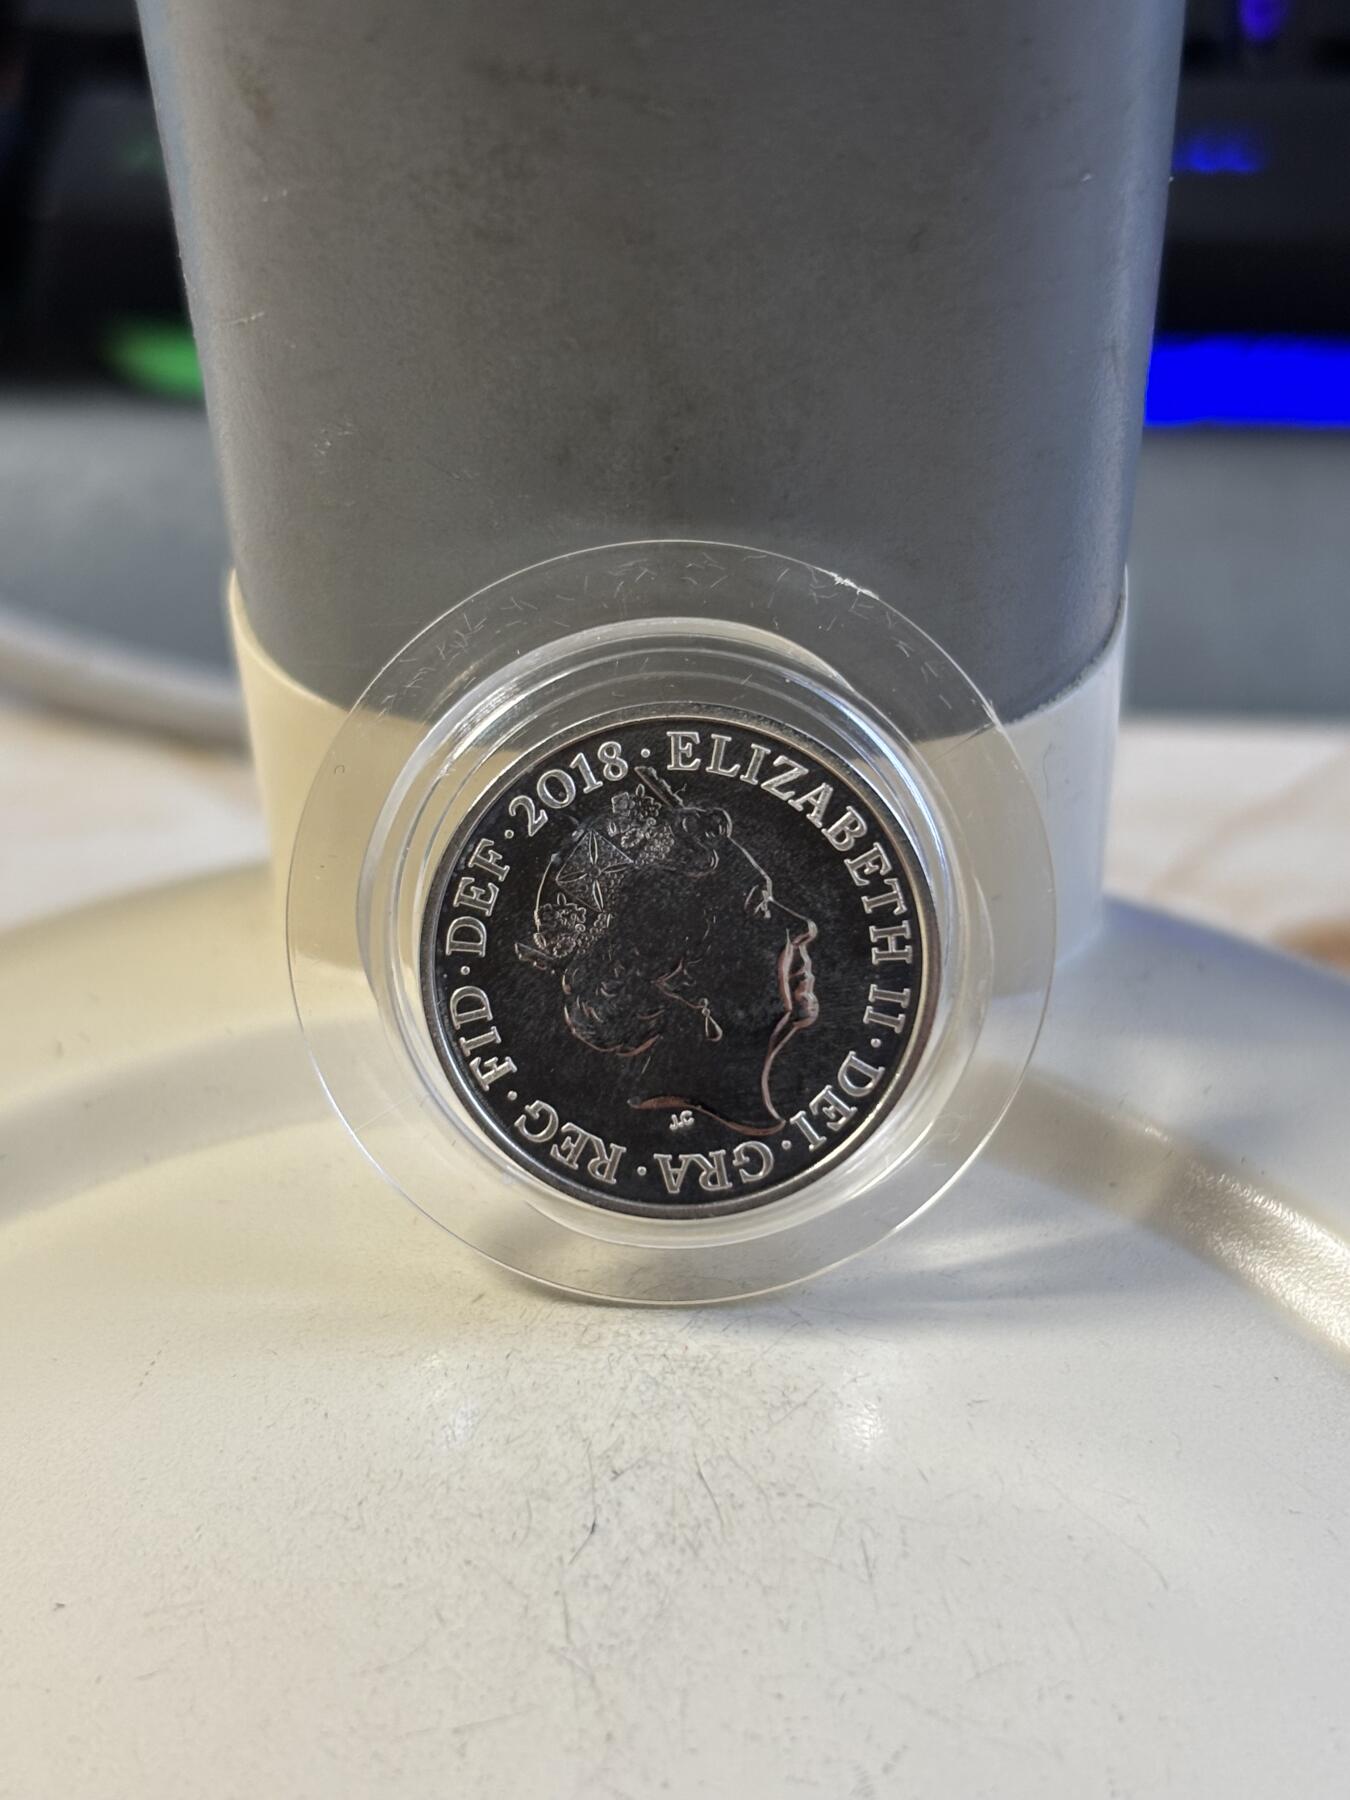 ELIZABETH II · DEI · GRA · REG · FID · DEF · 2018 ·
JC